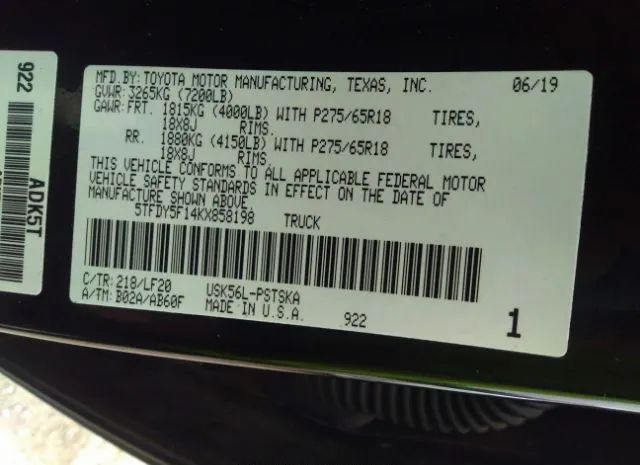 MFD.BY:TOYOTA MOTOR MANUFACTURING, TEXAS, INC. 06/19
GVWR:3265KG (7200LB)
GAWR:FRT. 1815KG (4000LB) WITH P275/65R18 TIRES,
18X8J RIMS.
RR. 1880KG (4150LB) WITH P275/65R18 TIRES,
18X8J RIMS.
THIS VEHICLE CONFORMS TO ALL APPLICABLE FEDERAL MOTOR
VEHICLE SAFETY STANDARDS IN EFFECT ON THE DATE OF
MANUFACTURE SHOWN ABOVE.
5TFDY5F14KX858198 TRUCK
C/TR:218/LF20 USK56L-PSTSKA
A/TM:B02A/AB60F MADE IN U.S.A. 922 1
922
ADK5T